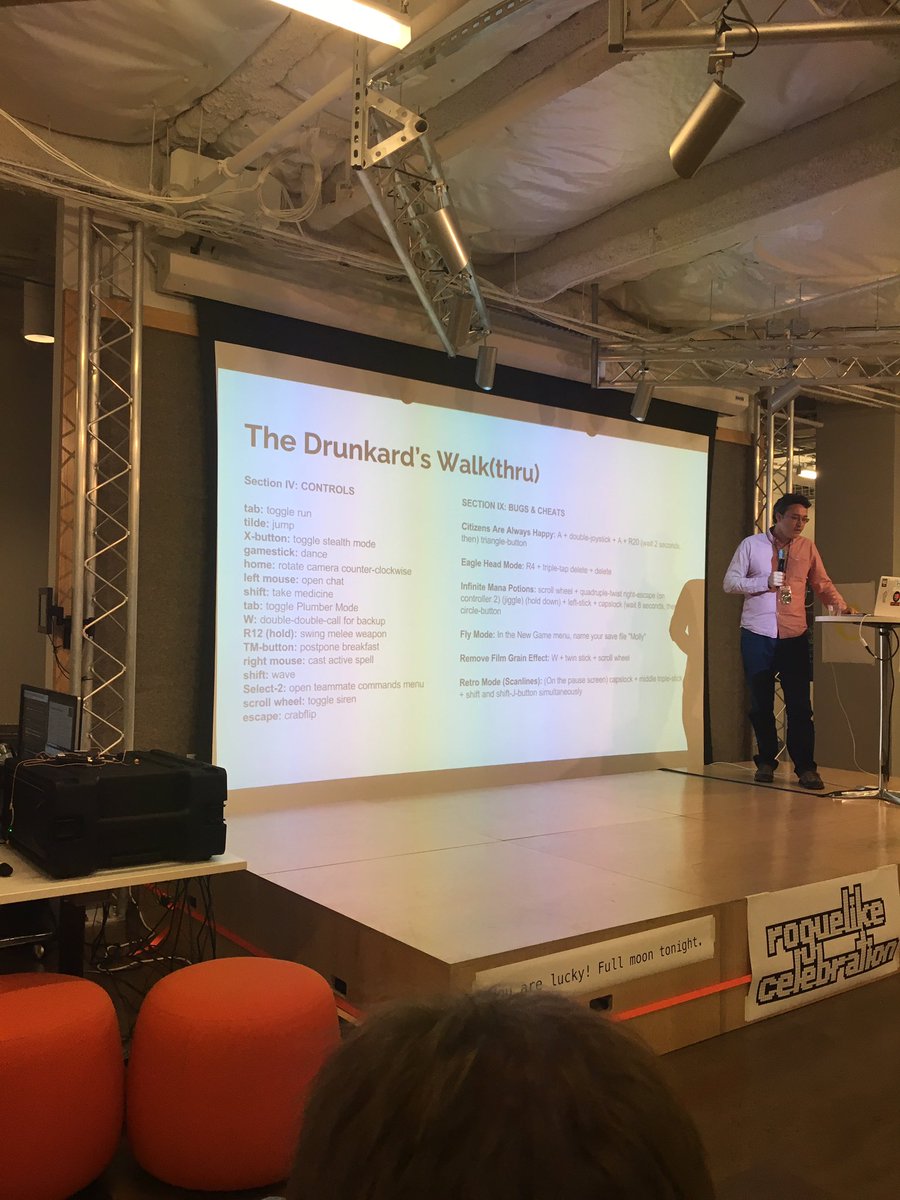 The Drunkard's Walk(thru)
Section IV: CONTROLS
tab: toggle run
tilde: jump
X-button: toggle stealth mode
gamestick: dance
home: rotate camera counter-clockwise
left mouse: open chat
shift: take medicine
tab: toggle Plumber Mode
W: double-double-call for backup
R12 (hold): swing melee weapon
TM-button: postpone breakfast
right mouse: cast active spell
shift: wave
Select-2: open teammate commands menu
scroll wheel: toggle siren
escape: crabflip
SECTION IX: BUGS & CHEATS
Citizens Are Always Happy: A + double-joystick + A + R20 (wait 2 seconds,
then) triangle-button
Eagle Head Mode: R4 + triple-tap delete + delete
Infinite Mana Potions: scroll wheel + quadruple-twist right-escape (on
controller 2) (jiggle) (hold down) + left-stick + capslock (wait 6 seconds,
circle-button
Fly Mode: In the New Game menu, name your save file "Molly"
Remove Film Grain Effect: W + twin stick + scroll wheel
Retro Mode (Scanlines): (On the pause screen) capslock + middle triple-stick
+ shift and shift-J-button simultaneously
are lucky! Full moon tonight.
roguelike
celebration